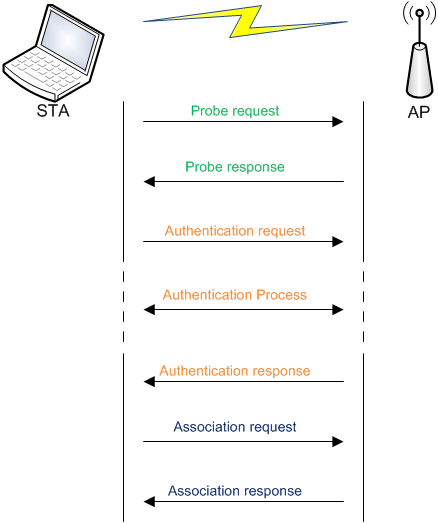 STA
AP
Probe request
Probe response
Authentication request
Authentication Process
Authentication response
Association request
Association response